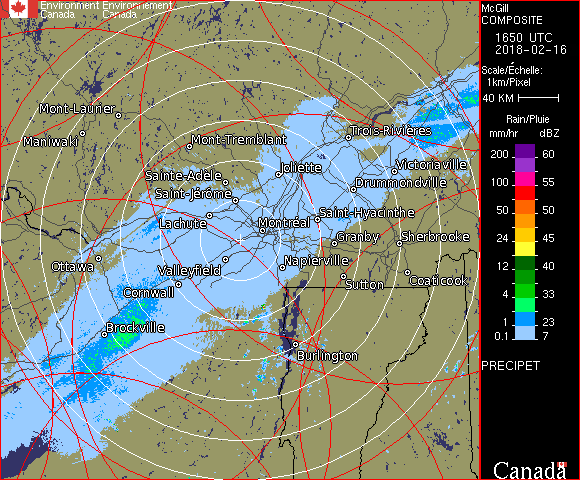 Environment Environnement
Canada Canada
McGill
COMPOSITE
1650 UTC
2018-02-16
Scale/Échelle:
1km/Pixel
40 KM
Rain/Pluie
mm/hr dBZ
200 60
100 55
50 50
24 45
12 40
4 33
1 23
0.1 7
PRECIPET
Canada
Mont-Laurier
Maniwaki
Mont-Tremblant
Trois-Rivières
Joliette
Victoriaville
Sainte-Adèle
Drummondville
Saint-Jérôme
Saint-Hyacinthe
Lachute
Montréal
Granby
Sherbrooke
Ottawa
Valleyfield
Napierville
Coaticook
Sutton
Cornwall
Brockville
Burlington